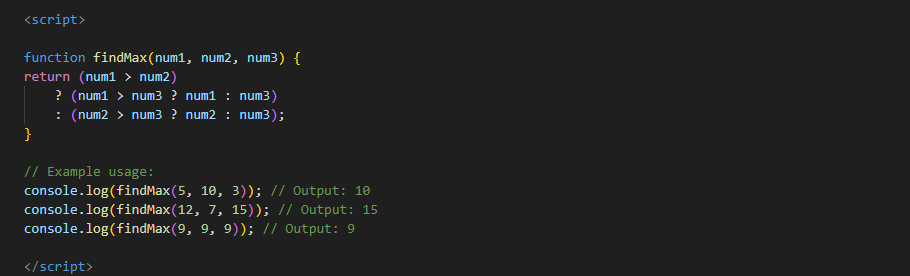 <script>
function findMax(num1, num2, num3) {
return (num1 > num2)
    ? (num1 > num3 ? num1 : num3)
    : (num2 > num3 ? num2 : num3);
}
// Example usage:
console.log(findMax(5, 10, 3)); // Output: 10
console.log(findMax(12, 7, 15)); // Output: 15
console.log(findMax(9, 9, 9)); // Output: 9
</script>